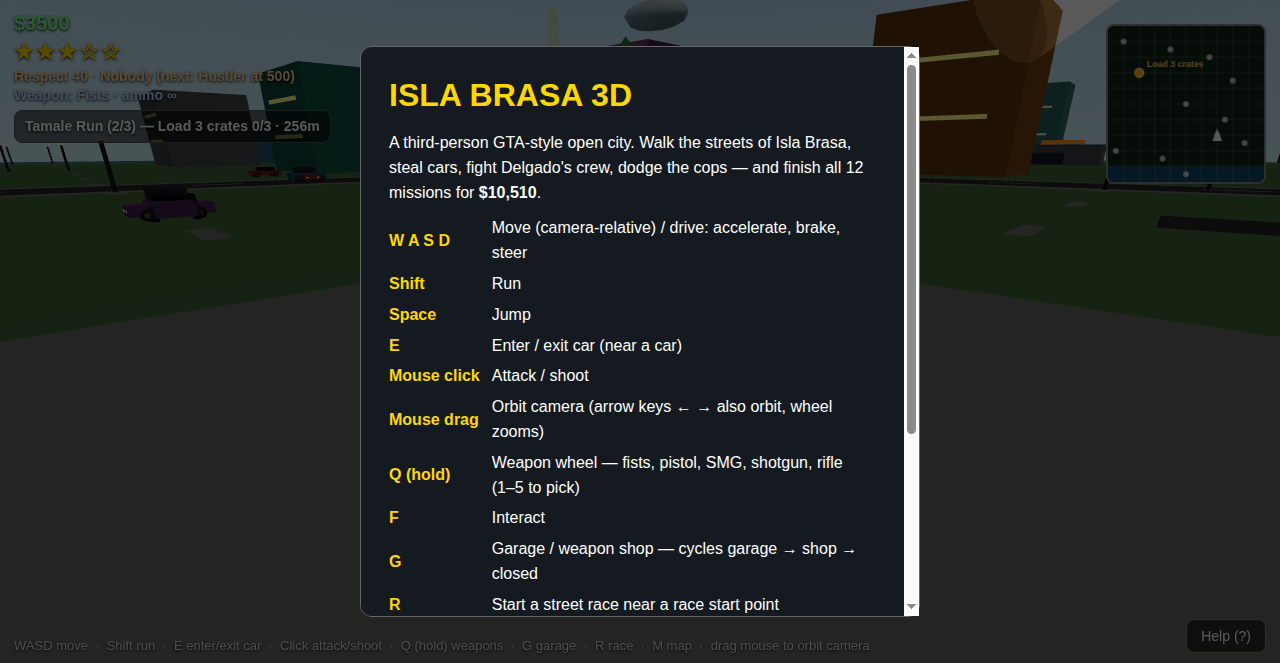 $3500
★★★☆☆
Respect 40 · Nobody (next: Hustler at 500)
Weapon: Fists · ammo ∞
Tamale Run (2/3) — Load 3 crates 0/3 · 256m
Load 3 crates
ISLA BRASA 3D
A third-person GTA-style open city. Walk the streets of Isla Brasa,
steal cars, fight Delgado's crew, dodge the cops — and finish all 12
missions for $10,510.
W A S D Move (camera-relative) / drive: accelerate, brake,
steer
Shift Run
Space Jump
E Enter / exit car (near a car)
Mouse click Attack / shoot
Mouse drag Orbit camera (arrow keys ← → also orbit, wheel
zooms)
Q (hold) Weapon wheel — fists, pistol, SMG, shotgun, rifle
(1–5 to pick)
F Interact
G Garage / weapon shop — cycles garage → shop →
closed
R Start a street race near a race start point
WASD move · Shift run · E enter/exit car · Click attack/shoot · Q (hold) weapons · G garage · R race · M map · drag mouse to orbit camera
Help (?)